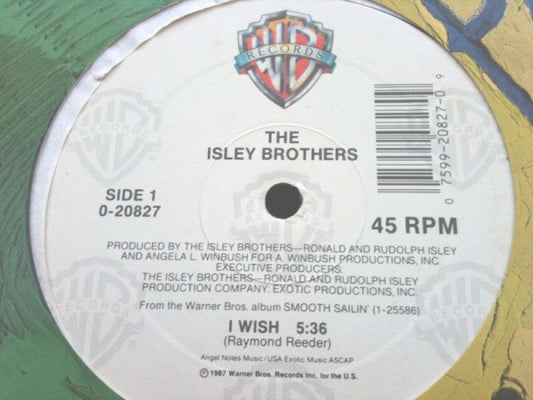 WB
RECORDS
THE
ISLEY BROTHERS
0 7599-20827-0 9
SIDE 1
0-20827
45 RPM
PRODUCED BY THE ISLEY BROTHERS—RONALD AND RUDOLPH ISLEY
AND ANGELA L. WINBUSH FOR A. WINBUSH PRODUCTIONS, INC.
EXECUTIVE PRODUCERS:
THE ISLEY BROTHERS—RONALD AND RUDOLPH ISLEY
PRODUCTION COMPANY: EXOTIC PRODUCTIONS, INC.
From the Warner Bros. album SMOOTH SAILIN' (1-25586)
I WISH 5:36
(Raymond Reeder)
Angel Notes Music/USA Exotic Music ASCAP
℗ 1987 Warner Bros. Records Inc. for the U.S.